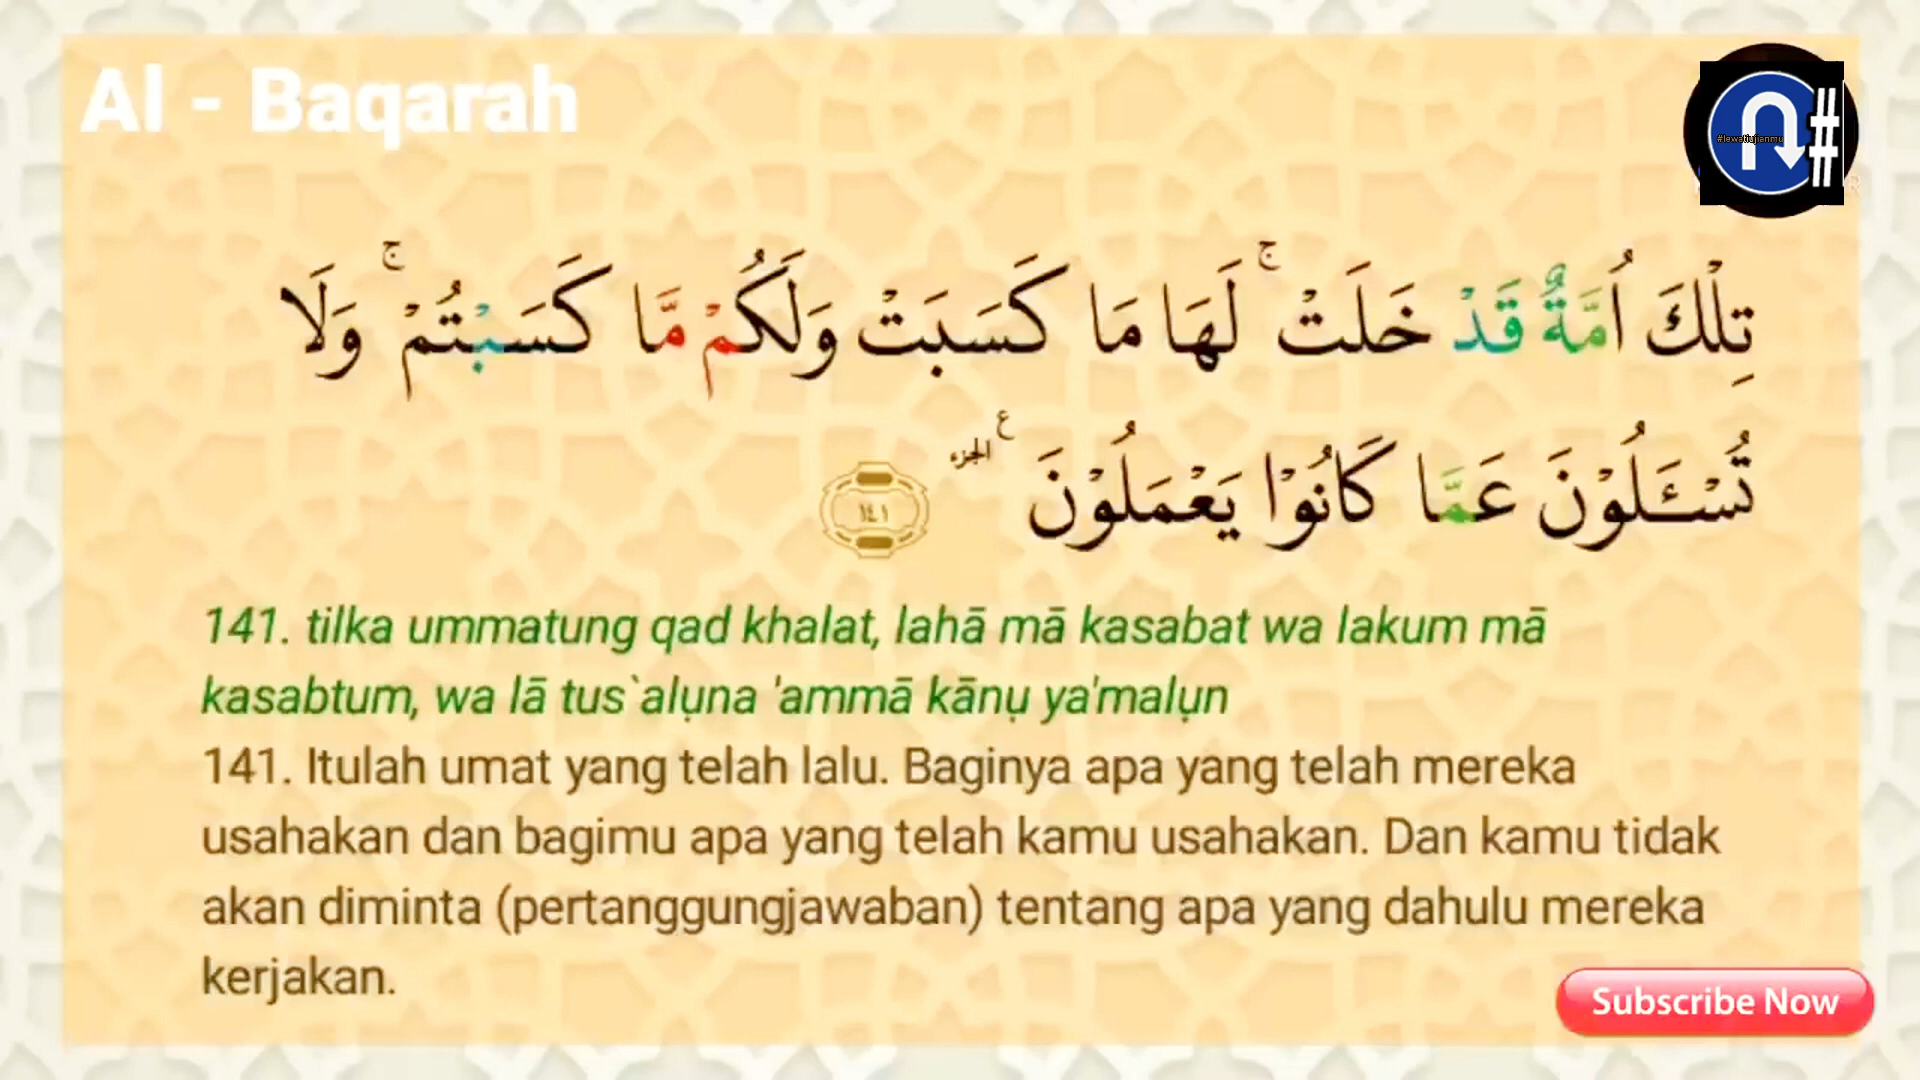 Al - Baqarah
#lewatiujianmu
#
تِلْكَ اُمَّةٌ قَدْ خَلَتْ ۚ لَهَا مَا كَسَبَتْ وَلَكُمْ مَّا كَسَبْتُمْ ۚ وَلَا
تُسْـَٔلُوْنَ عَمَّا كَانُوْا يَعْمَلُوْنَ ع الجزء ١٤١
141. tilka ummatung qad khalat, lahā mā kasabat wa lakum mā
kasabtum, wa lā tus`alụna 'ammā kānụ ya'malụn
141. Itulah umat yang telah lalu. Baginya apa yang telah mereka
usahakan dan bagimu apa yang telah kamu usahakan. Dan kamu tidak
akan diminta (pertanggungjawaban) tentang apa yang dahulu mereka
kerjakan.
Subscribe Now